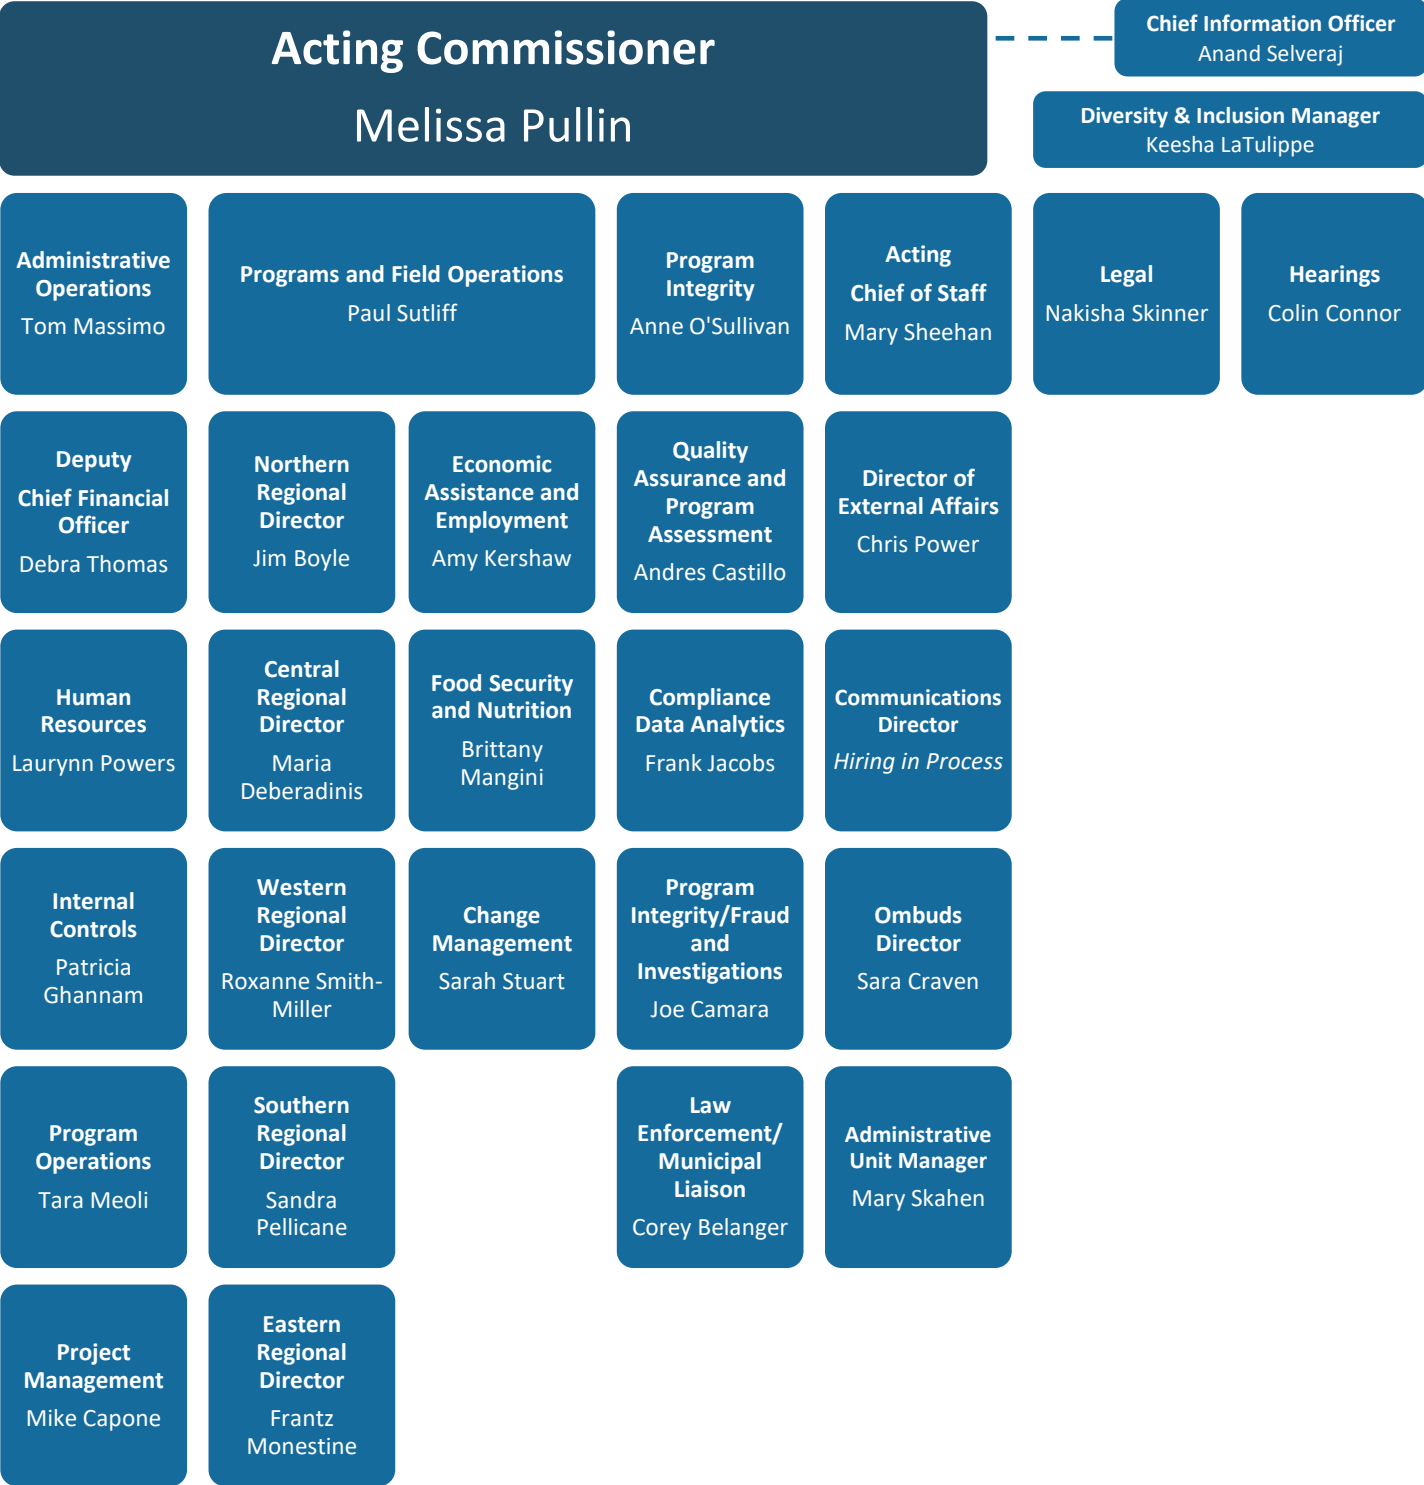 Acting Commissioner
Melissa Pullin
Chief Information Officer
Anand Selveraj
Diversity & Inclusion Manager
Keesha LaTulippe
Administrative
Operations
Tom Massimo
Programs and Field Operations
Paul Sutliff
Program
Integrity
Anne O'Sullivan
Acting
Chief of Staff
Mary Sheehan
Legal
Nakisha Skinner
Hearings
Colin Connor
Deputy
Chief Financial
Officer
Debra Thomas
Northern
Regional
Director
Jim Boyle
Economic
Assistance and
Employment
Amy Kershaw
Quality
Assurance and
Program
Assessment
Andres Castillo
Director of
External Affairs
Chris Power
Human
Resources
Laurynn Powers
Central
Regional
Director
Maria
Deberadinis
Food Security
and Nutrition
Brittany
Mangini
Compliance
Data Analytics
Frank Jacobs
Communications
Director
Hiring in Process
Internal
Controls
Patricia
Ghannam
Western
Regional
Director
Roxanne Smith-
Miller
Change
Management
Sarah Stuart
Program
Integrity/Fraud
and
Investigations
Joe Camara
Ombuds
Director
Sara Craven
Program
Operations
Tara Meoli
Southern
Regional
Director
Sandra
Pellicane
Law
Enforcement/
Municipal
Liaison
Corey Belanger
Administrative
Unit Manager
Mary Skahen
Project
Management
Mike Capone
Eastern
Regional
Director
Frantz
Monestine